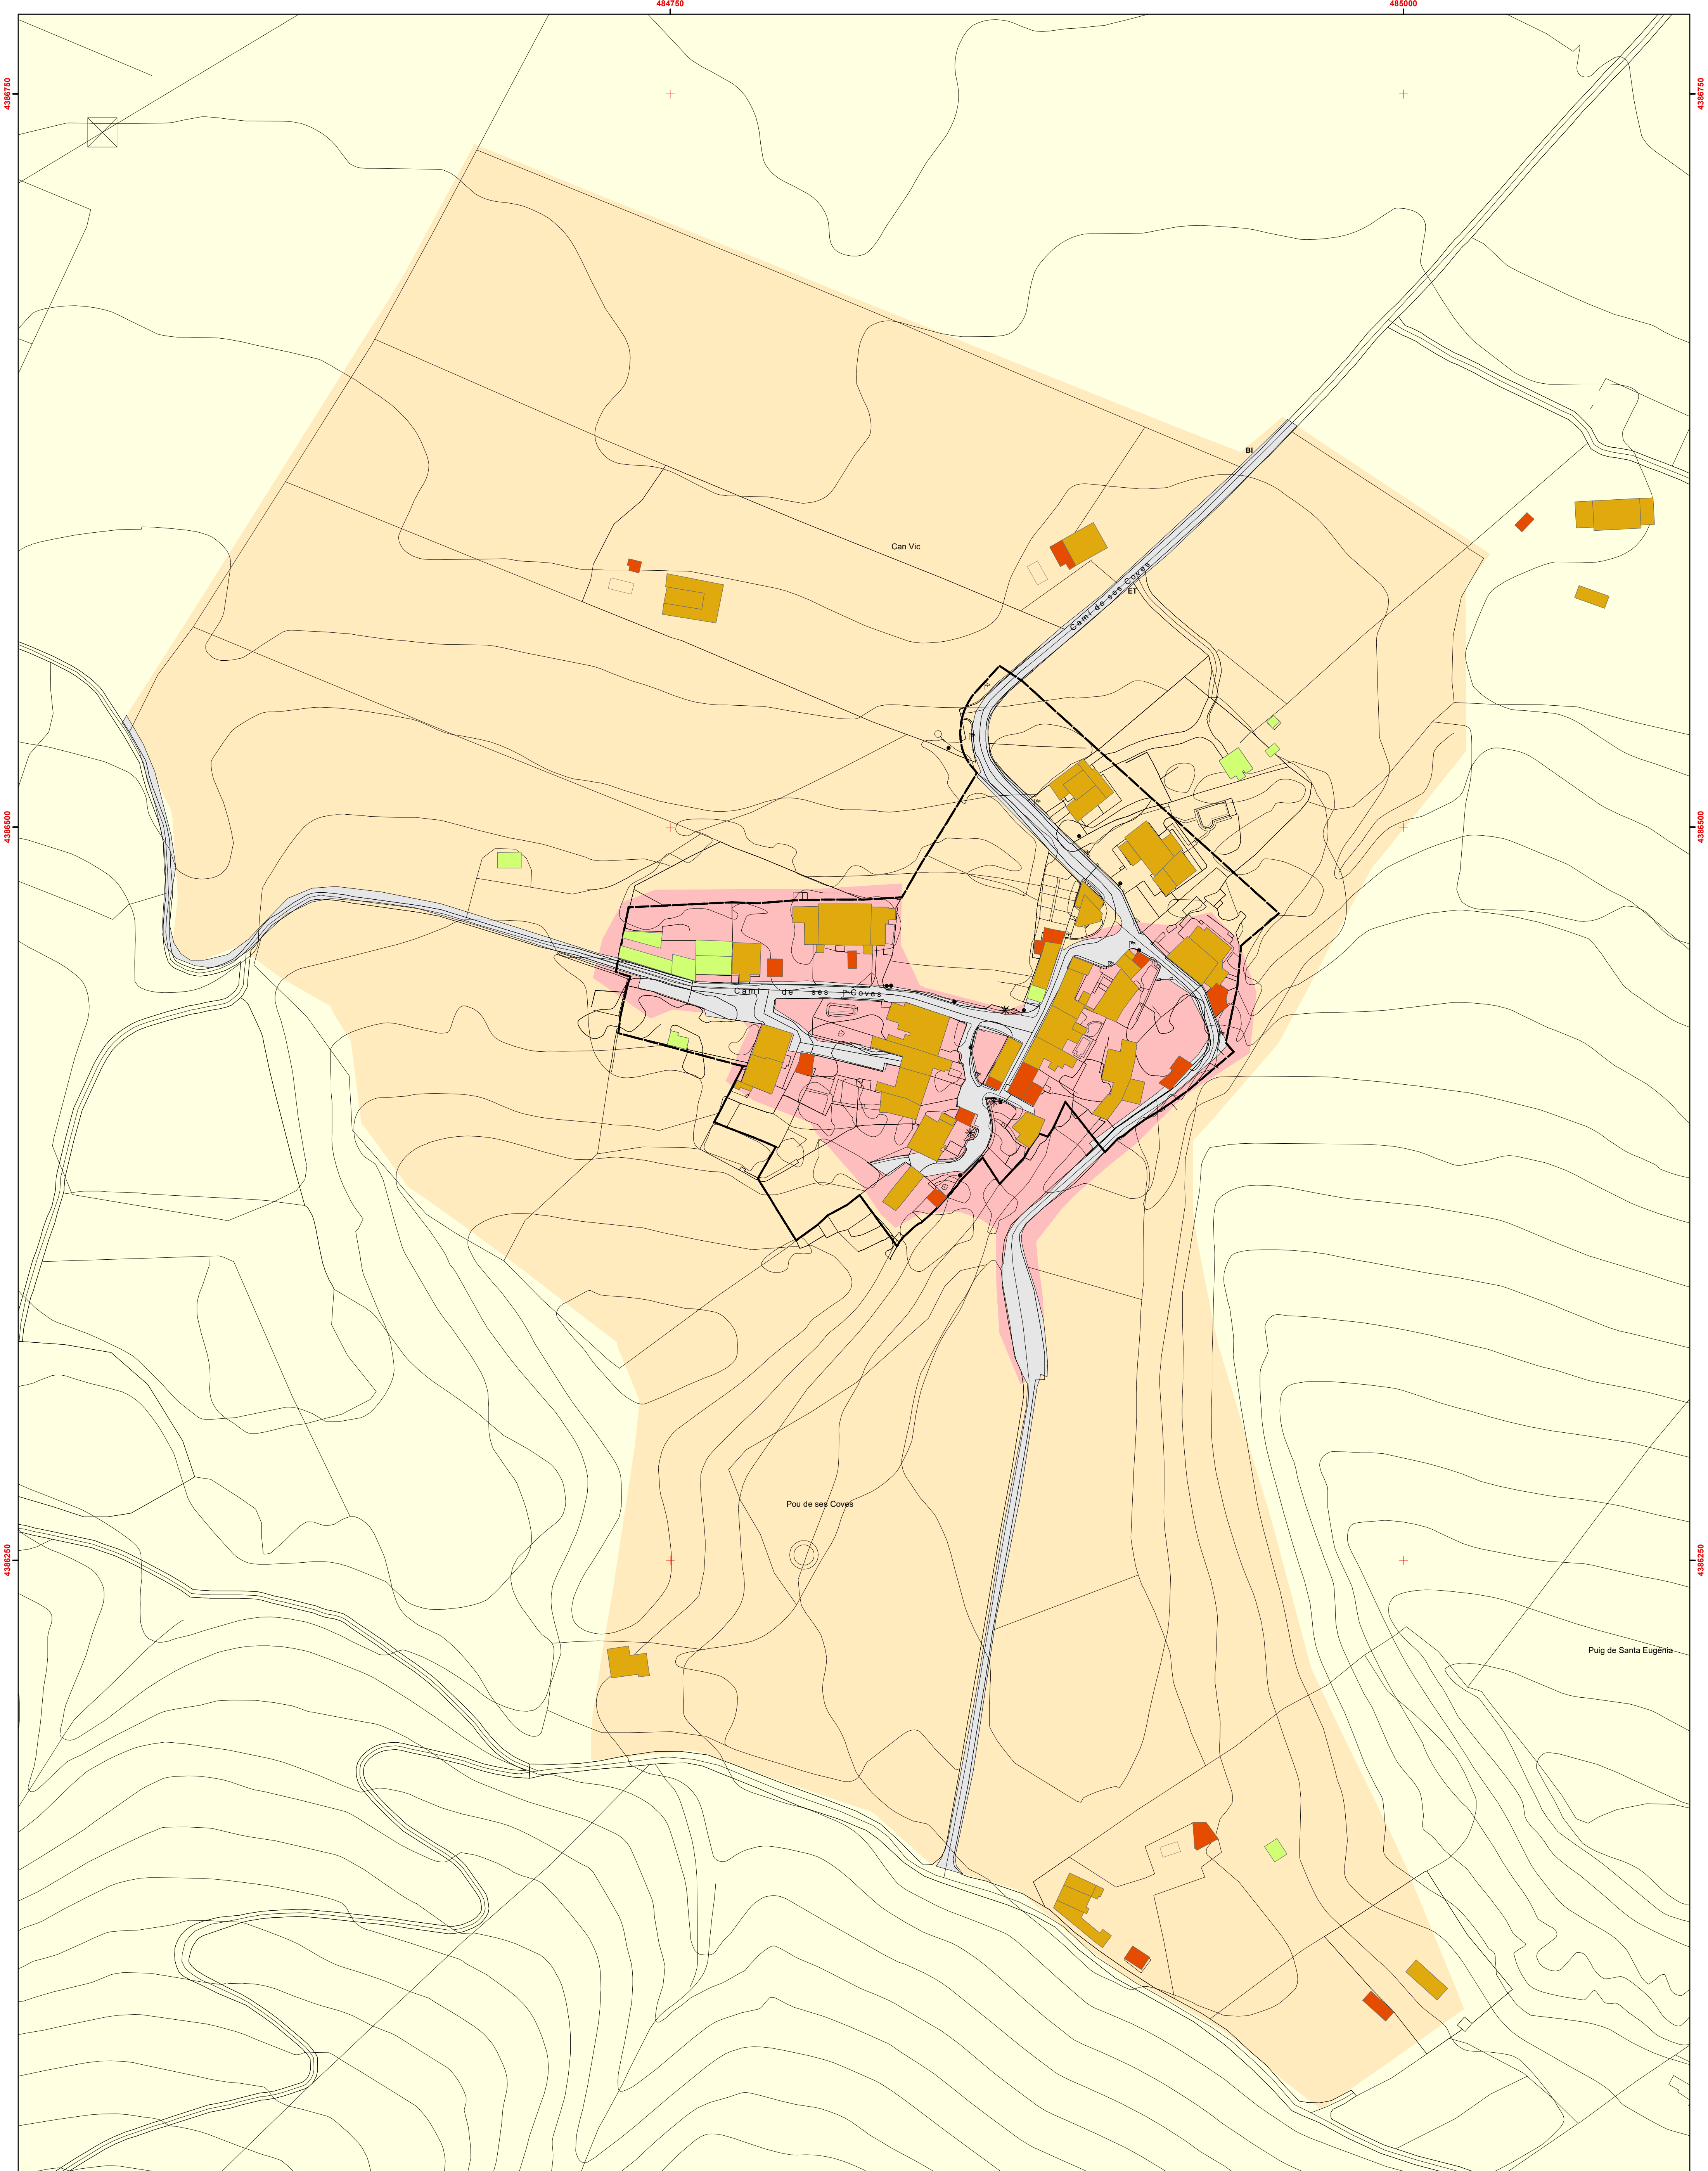 484750
485000
4386750
4386750
BI
Can Vic
Camí de ses Coves
ET
4386500
4386500
Camí de ses Coves
Pou de ses Coves
4386250
4386250
Puig de Santa Eugènia